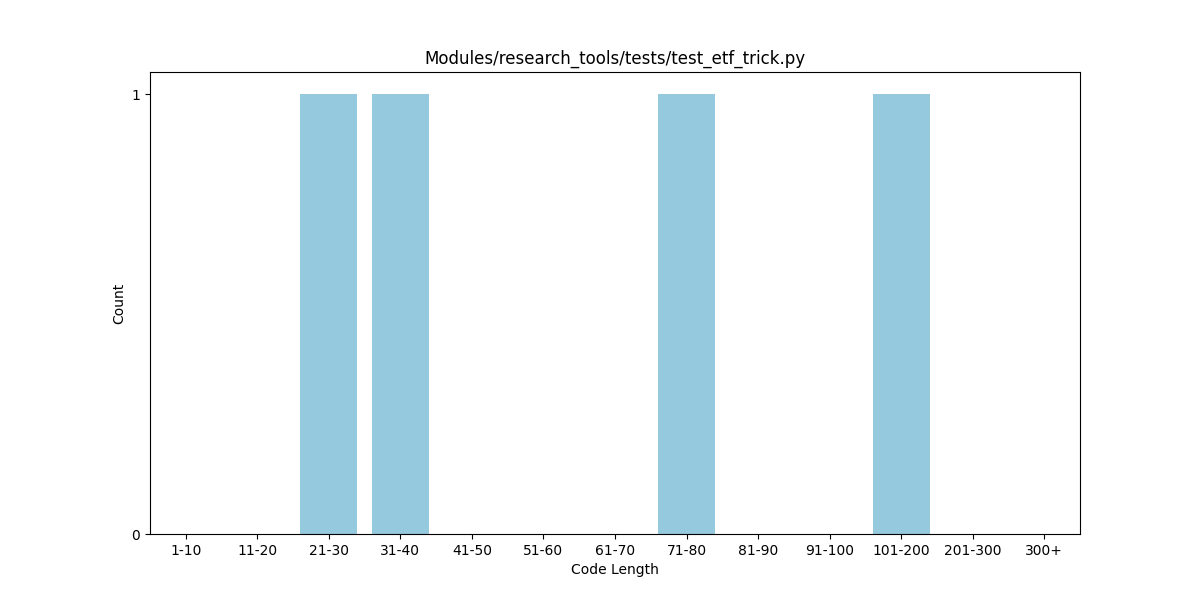 Modules/research_tools/tests/test_etf_trick.py
1
0
Count
1-10 11-20 21-30 31-40 41-50 51-60 61-70 71-80 81-90 91-100 101-200 201-300 300+
Code Length